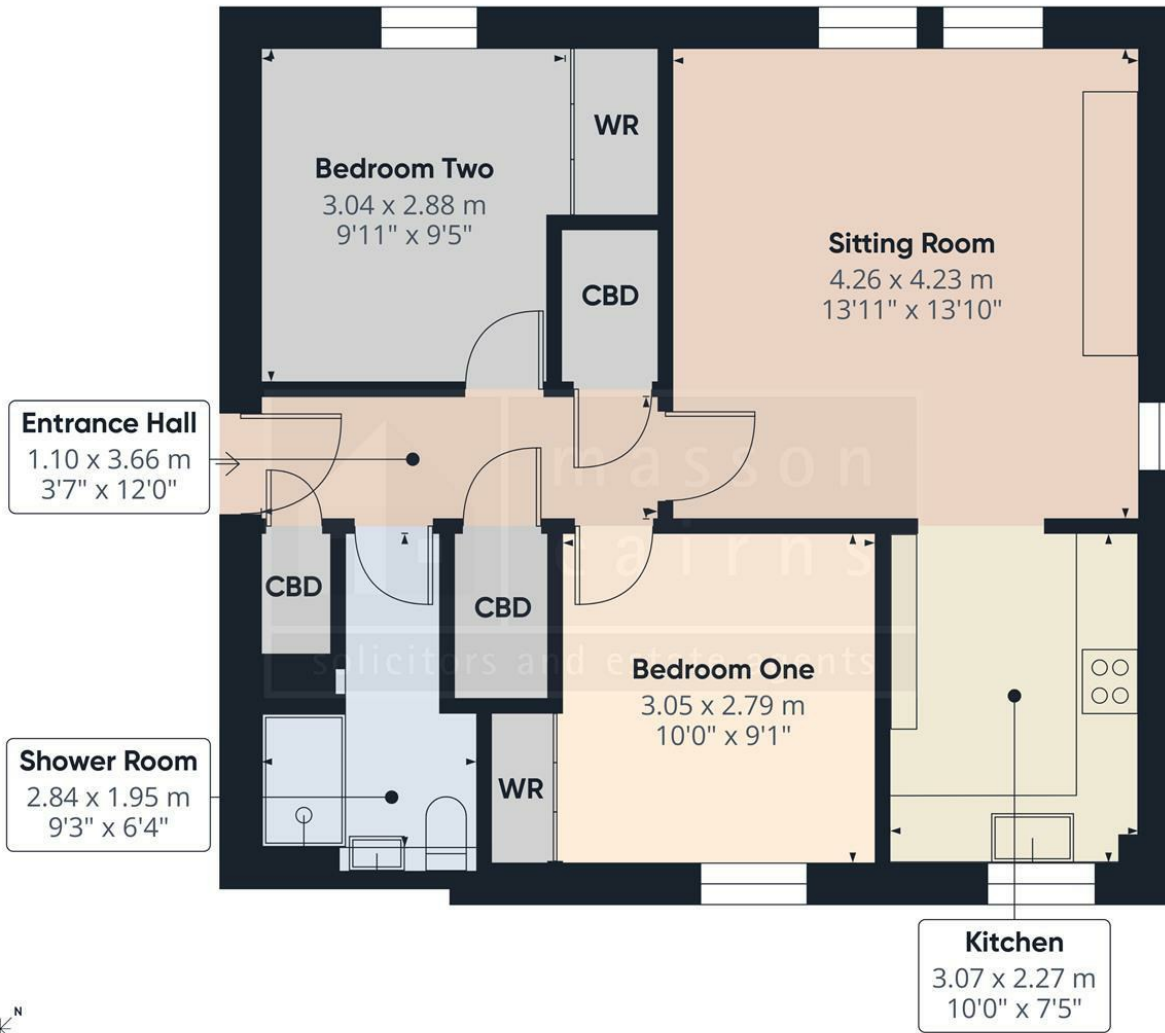 Bedroom Two
3.04 x 2.88 m
9'11" x 9'5"
WR
CBD
Sitting Room
4.26 x 4.23 m
13'11" x 13'10"
Entrance Hall
1.10 x 3.66 m
3'7" x 12'0"
masson
cairns
solicitors and estate agents
CBD
CBD
Bedroom One
3.05 x 2.79 m
10'0" x 9'1"
WR
Shower Room
2.84 x 1.95 m
9'3" x 6'4"
Kitchen
3.07 x 2.27 m
10'0" x 7'5"
N